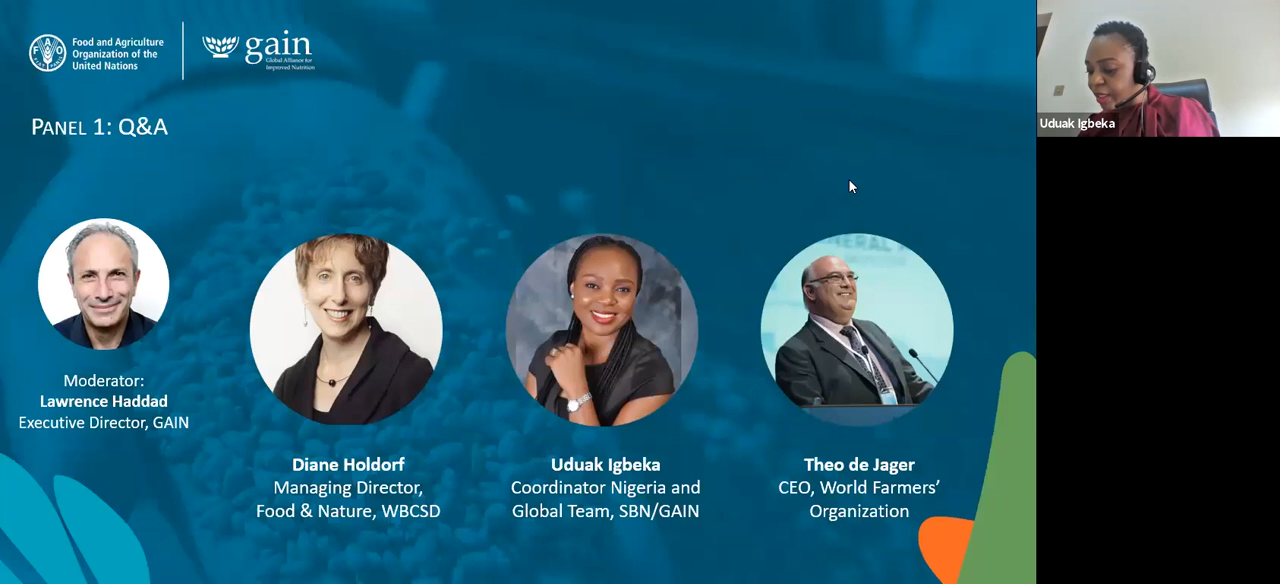 Food and Agriculture
Organization of the
United Nations
gain
Global Alliance for
Improved Nutrition
PANEL 1: Q&A
Uduak Igbeka
Moderator:
Lawrence Haddad
Executive Director, GAIN
Diane Holdorf
Managing Director,
Food & Nature, WBCSD
Uduak Igbeka
Coordinator Nigeria and
Global Team, SBN/GAIN
Theo de Jager
CEO, World Farmers’
Organization